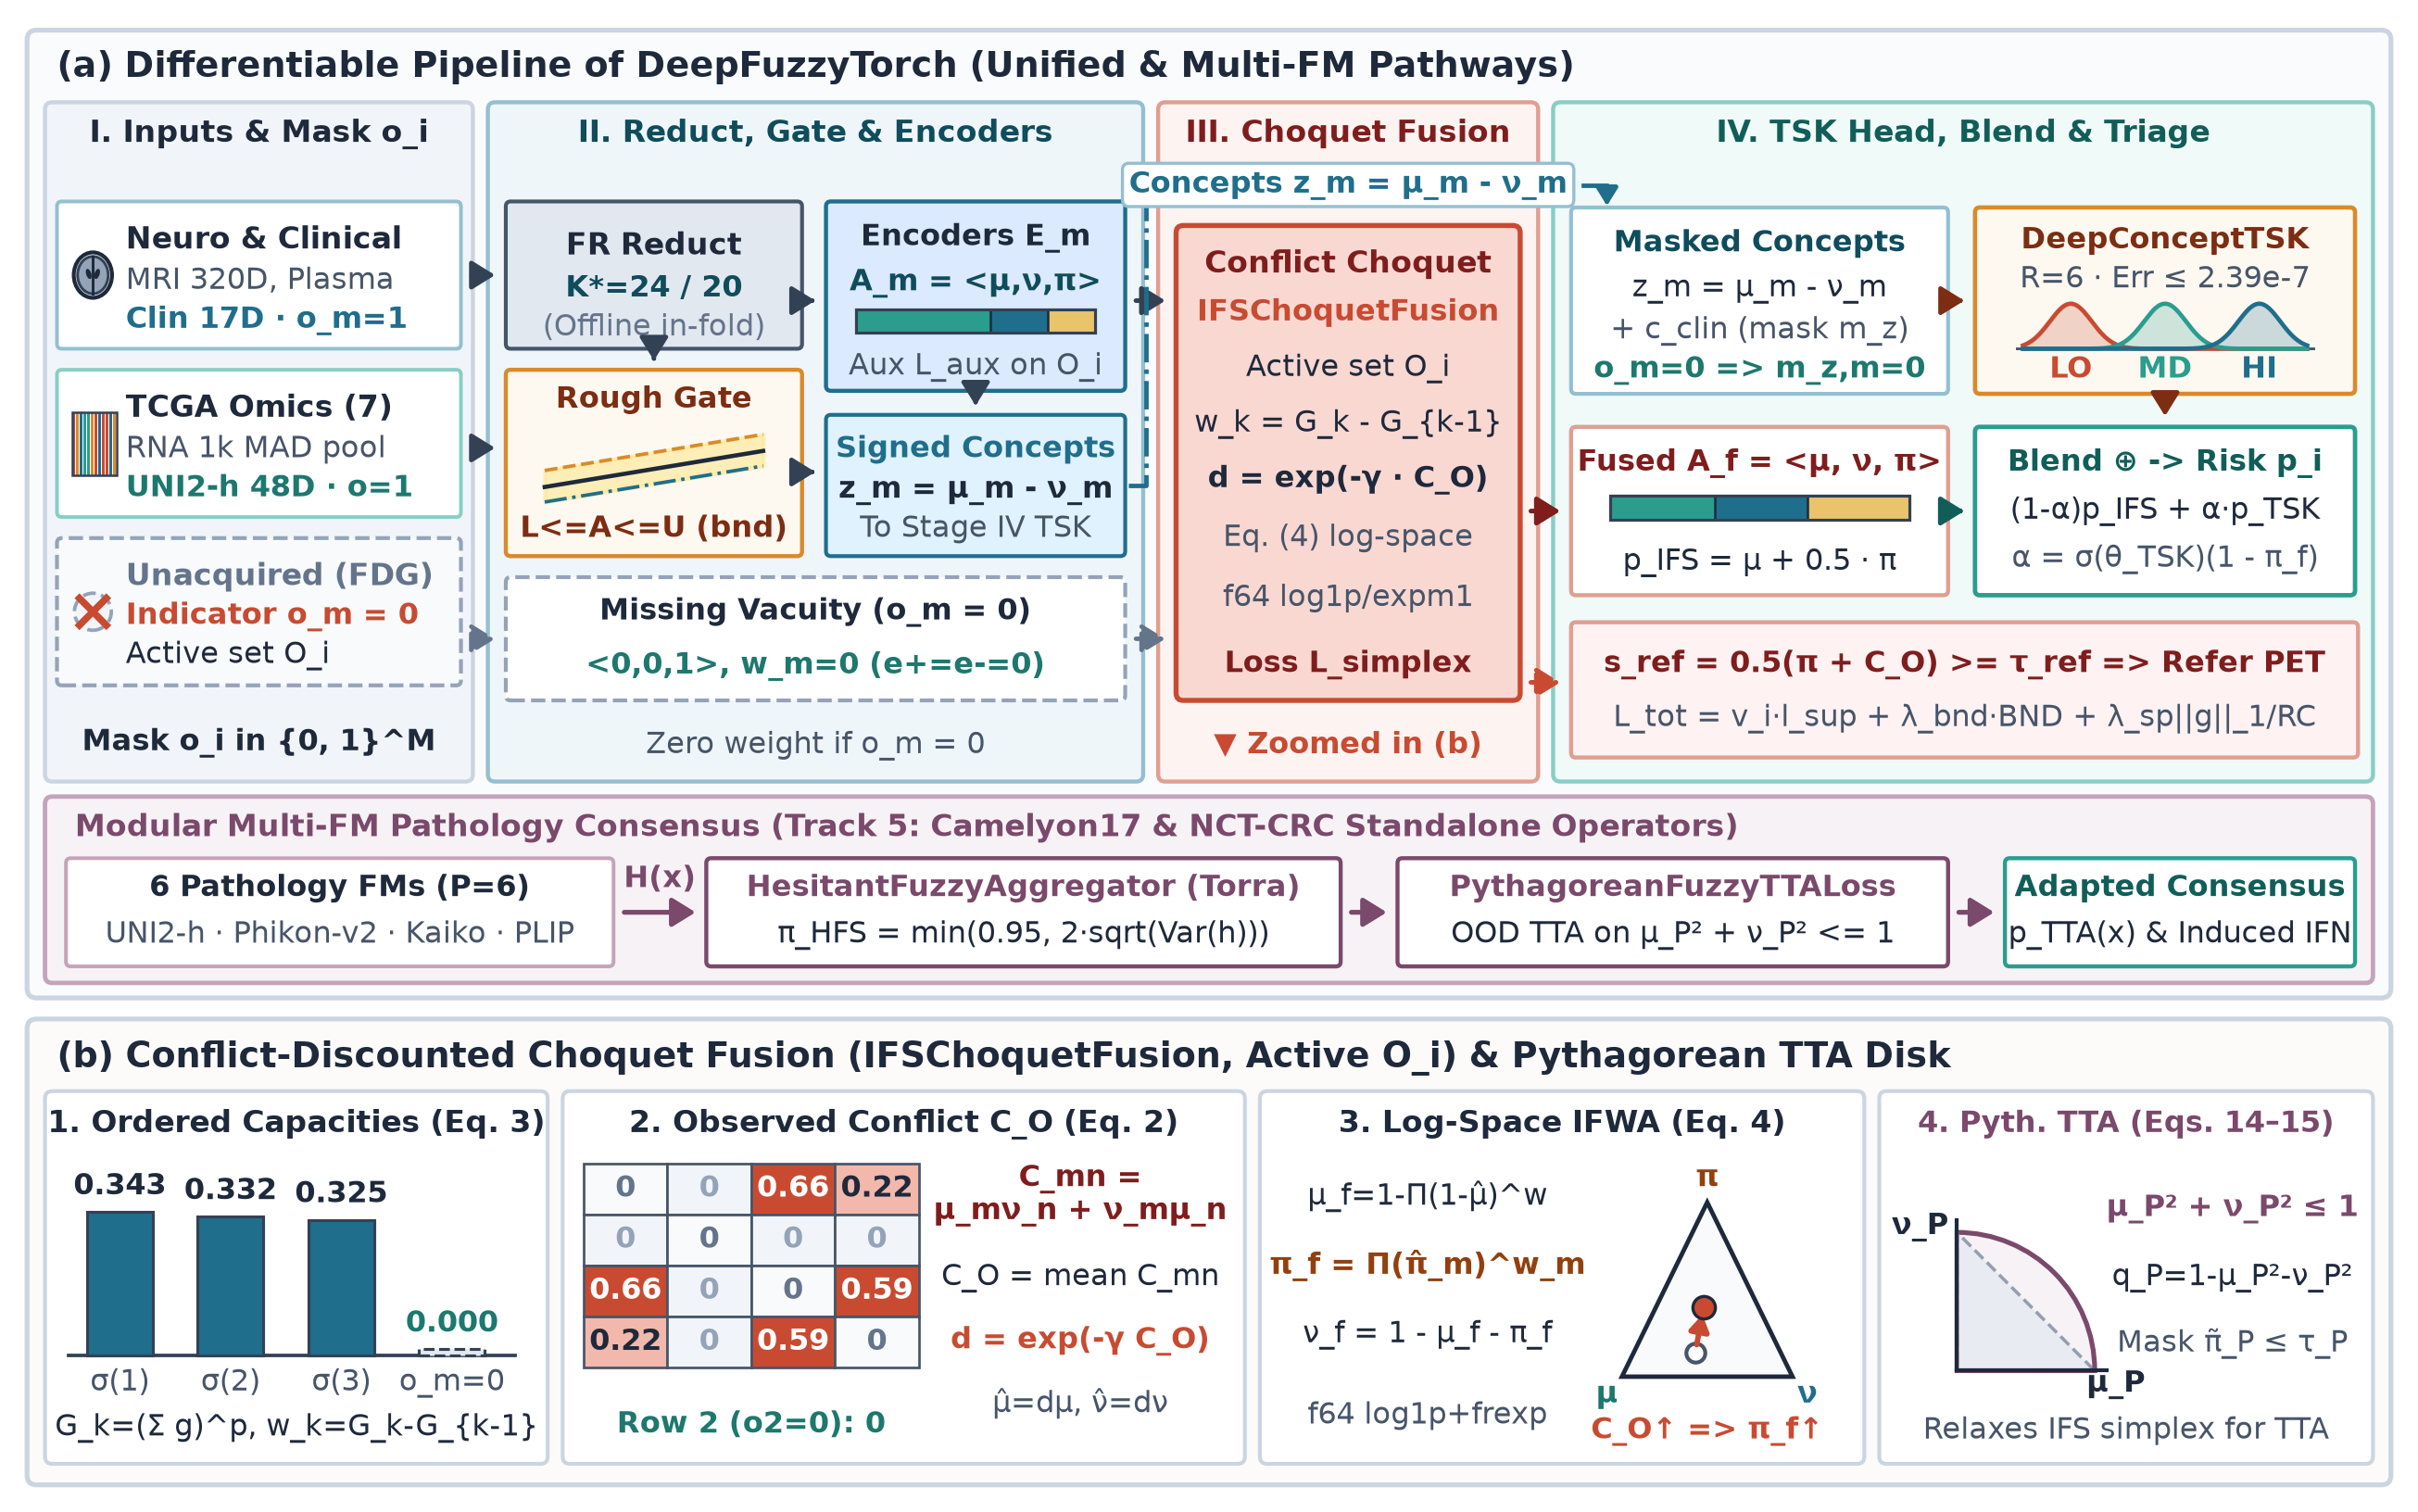 (a) Differentiable Pipeline of DeepFuzzyTorch (Unified & Multi-FM Pathways)
I. Inputs & Mask o_i
Neuro & Clinical
MRI 320D, Plasma
Clin 17D · o_m=1
TCGA Omics (7)
RNA 1k MAD pool
UNI2-h 48D · o=1
Unacquired (FDG)
Indicator o_m = 0
Active set O_i
Mask o_i in {0, 1}^M
II. Reduct, Gate & Encoders
FR Reduct
K*=24 / 20
(Offline in-fold)
Encoders E_m
A_m = <μ,ν,π>
Aux L_aux on O_i
Rough Gate
L<=A<=U (bnd)
Signed Concepts
z_m = μ_m - ν_m
To Stage IV TSK
Missing Vacuity (o_m = 0)
<0,0,1>, w_m=0 (e+=e-=0)
Zero weight if o_m = 0
III. Choquet Fusion
Concepts z_m = μ_m - ν_m
Conflict Choquet
IFSChoquetFusion
Active set O_i
w_k = G_k - G_{k-1}
d = exp(-γ · C_O)
Eq. (4) log-space
f64 log1p/expm1
Loss L_simplex
▼ Zoomed in (b)
IV. TSK Head, Blend & Triage
Masked Concepts
z_m = μ_m - ν_m
+ c_clin (mask m_z)
o_m=0 => m_z,m=0
DeepConceptTSK
R=6 · Err ≤ 2.39e-7
LO MD HI
Fused A_f = <μ, ν, π>
p_IFS = μ + 0.5 · π
Blend ⊕ -> Risk p_i
(1-α)p_IFS + α·p_TSK
α = σ(θ_TSK)(1 - π_f)
s_ref = 0.5(π + C_O) >= τ_ref => Refer PET
L_tot = v_i·l_sup + λ_bnd·BND + λ_sp||g||_1/RC
Modular Multi-FM Pathology Consensus (Track 5: Camelyon17 & NCT-CRC Standalone Operators)
6 Pathology FMs (P=6)
UNI2-h · Phikon-v2 · Kaiko · PLIP
H(x)
HesitantFuzzyAggregator (Torra)
π_HFS = min(0.95, 2·sqrt(Var(h)))
PythagoreanFuzzyTTALoss
OOD TTA on μ_P² + ν_P² <= 1
Adapted Consensus
p_TTA(x) & Induced IFN
(b) Conflict-Discounted Choquet Fusion (IFSChoquetFusion, Active O_i) & Pythagorean TTA Disk
1. Ordered Capacities (Eq. 3)
0.343 0.332 0.325
0.000
σ(1) σ(2) σ(3) o_m=0
G_k=(Σ g)^p, w_k=G_k-G_{k-1}
2. Observed Conflict C_O (Eq. 2)
0 0 0.66 0.22
0 0 0 0
0.66 0 0 0.59
0.22 0 0.59 0
Row 2 (o2=0): 0
C_mn =
μ_mν_n + ν_mμ_n
C_O = mean C_mn
d = exp(-γ C_O)
μ̂=dμ, ν̂=dν
3. Log-Space IFWA (Eq. 4)
μ_f=1-Π(1-μ̂)^w
π_f = Π(π̂_m)^w_m
ν_f = 1 - μ_f - π_f
f64 log1p+frexp
π
μ ν
C_O↑ => π_f↑
4. Pyth. TTA (Eqs. 14–15)
ν_P
μ_P
μ_P² + ν_P² ≤ 1
q_P=1-μ_P²-ν_P²
Mask π̃_P ≤ τ_P
Relaxes IFS simplex for TTA